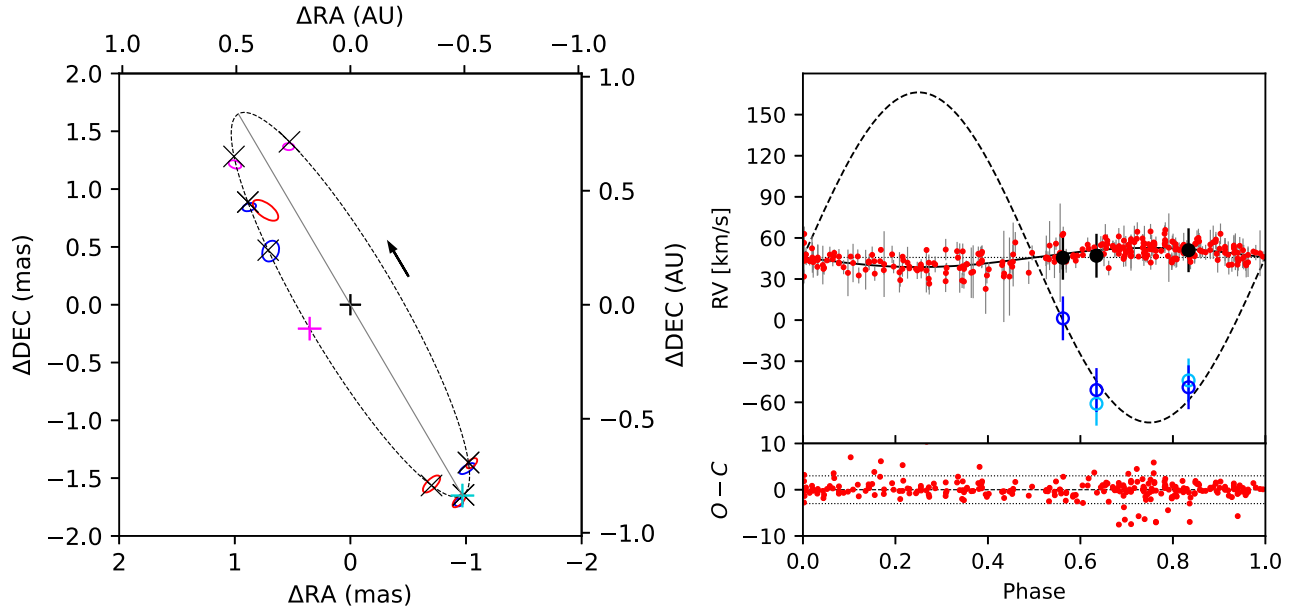 ΔRA (AU)
1.0 0.5 0.0 −0.5 −1.0
2.0
1.5
1.0
0.5
0.0
−0.5
−1.0
−1.5
−2.0
ΔDEC (mas)
1.0
0.5
0.0
−0.5
−1.0
ΔDEC (AU)
2 1 0 −1 −2
ΔRA (mas)
150
120
90
60
30
0
−30
−60
RV [km/s]
10
0
−10
O − C
0.0 0.2 0.4 0.6 0.8 1.0
Phase